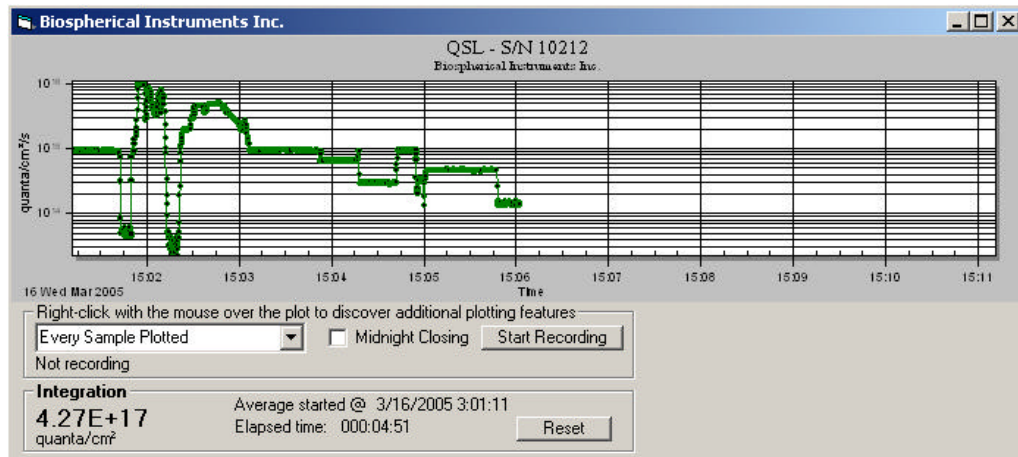 Biospherical Instruments Inc.
QSL - S/N 10212
Biospherical Instruments Inc.
quanta/cm²/s
10¹⁴
15:02 15:03 15:04 15:05 15:06 15:07 15:08 15:09 15:10 15:11
16 Wed Mar 2005
Time
Right-click with the mouse over the plot to discover additional plotting features
Every Sample Plotted
Midnight Closing
Start Recording
Not recording
Integration
4.27E+17
quanta/cm²
Average started @ 3/16/2005 3:01:11
Elapsed time: 000:04:51
Reset